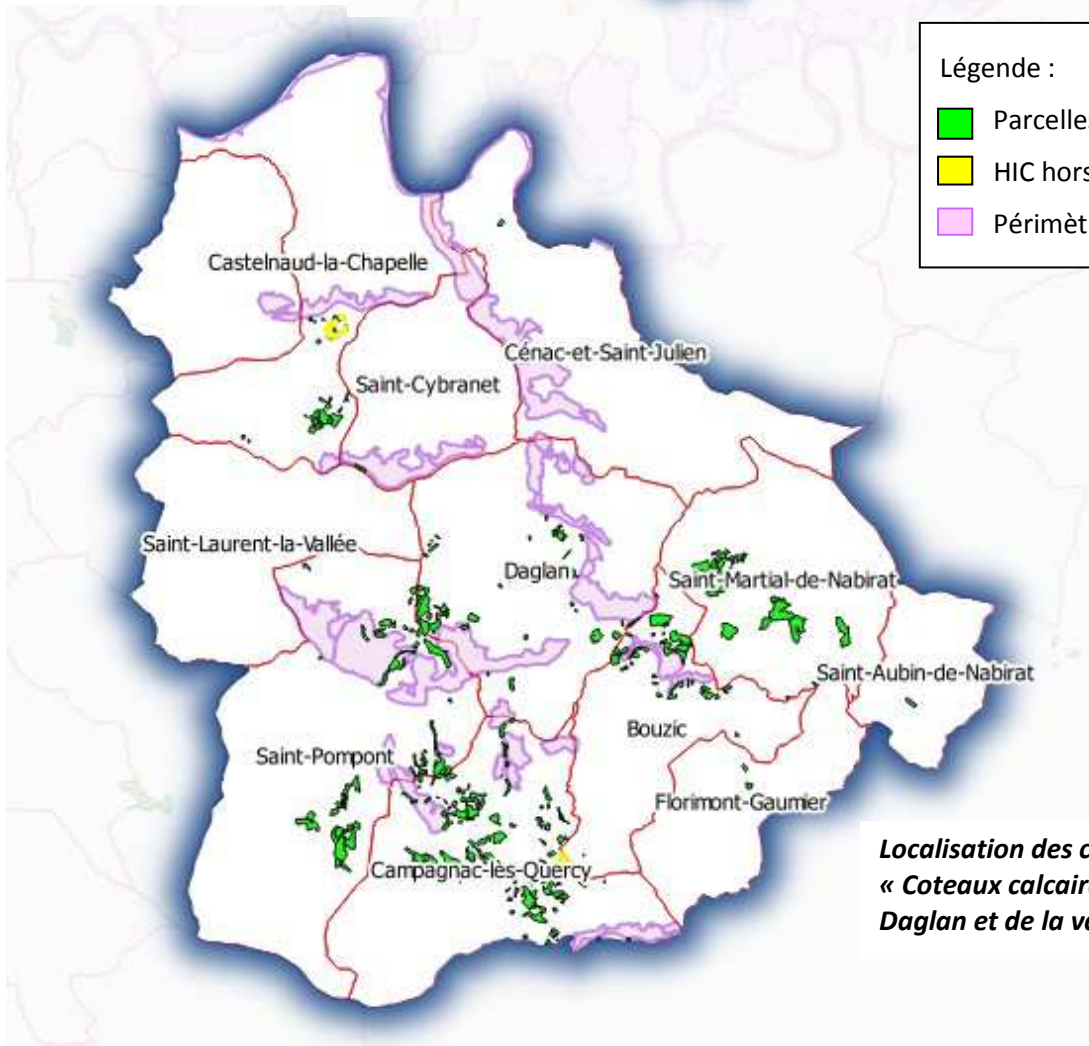 Légende :
Parcelle
HIC hors
Périmèt
Castelnaud-la-Chapelle
Cénac-et-Saint-Julien
Saint-Cybranet
Saint-Laurent-la-Vallée
Daglan
Saint-Martial-de-Nabirat
Saint-Aubin-de-Nabirat
Bouzic
Saint-Pompont
Florimont-Gaumier
Campagnac-lès-Quercy
Localisation des c
« Coteaux calcair
Daglan et de la v